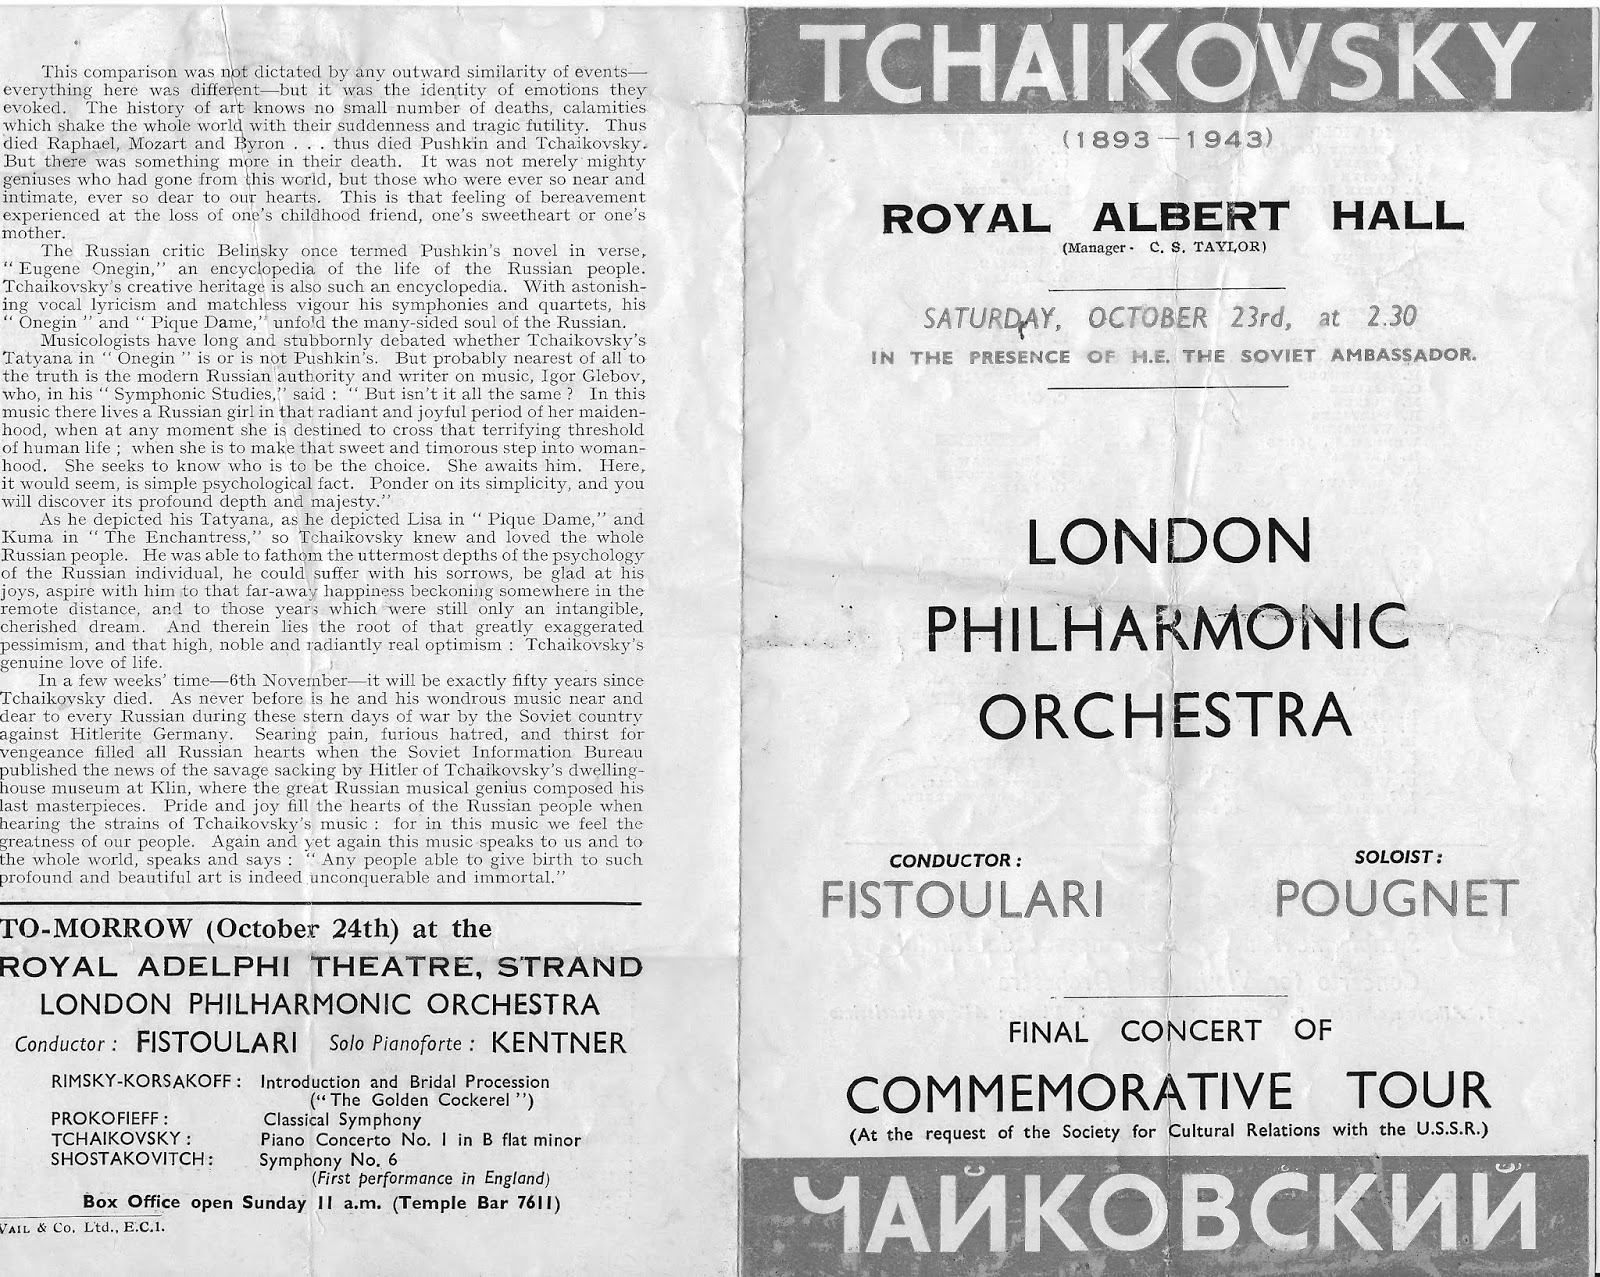 This comparison was not dictated by any outward similarity of events—
everything here was different—but it was the identity of emotions they
evoked. The history of art knows no small number of deaths, calamities
which shake the whole world with their suddenness and tragic futility. Thus
died Raphael, Mozart and Byron . . . thus died Pushkin and Tchaikovsky.
But there was something more in their death. It was not merely mighty
geniuses who had gone from this world, but those who were ever so near and
intimate, ever so dear to our hearts. This is that feeling of bereavement
experienced at the loss of one's childhood friend, one's sweetheart or one's
mother.
The Russian critic Belinsky once termed Pushkin's novel in verse,
" Eugene Onegin," an encyclopedia of the life of the Russian people.
Tchaikovsky's creative heritage is also such an encyclopedia. With astonish-
ing vocal lyricism and matchless vigour his symphonies and quartets, his
" Onegin " and " Pique Dame," unfold the many-sided soul of the Russian.
Musicologists have long and stubbornly debated whether Tchaikovsky's
Tatyana in " Onegin " is or is not Pushkin's. But probably nearest of all to
the truth is the modern Russian authority and writer on music, Igor Glebov,
who, in his " Symphonic Studies," said : " But isn't it all the same ? In this
music there lives a Russian girl in that radiant and joyful period of her maiden-
hood, when at any moment she is destined to cross that terrifying threshold
of human life ; when she is to make that sweet and timorous step into woman-
hood. She seeks to know who is to be the choice. She awaits him. Here,
it would seem, is simple psychological fact. Ponder on its simplicity, and you
will discover its profound depth and majesty."
As he depicted his Tatyana, as he depicted Lisa in " Pique Dame," and
Kuma in " The Enchantress," so Tchaikovsky knew and loved the whole
Russian people. He was able to fathom the uttermost depths of the psychology
of the Russian individual, he could suffer with his sorrows, be glad at his
joys, aspire with him to that far-away happiness beckoning somewhere in the
remote distance, and to those years which were still only an intangible,
cherished dream. And therein lies the root of that greatly exaggerated
pessimism, and that high, noble and radiantly real optimism : Tchaikovsky's
genuine love of life.
In a few weeks' time—6th November—it will be exactly fifty years since
Tchaikovsky died. As never before is he and his wondrous music near and
dear to every Russian during these stern days of war by the Soviet country
against Hitlerite Germany. Searing pain, furious hatred, and thirst for
vengeance filled all Russian hearts when the Soviet Information Bureau
published the news of the savage sacking by Hitler of Tchaikovsky's dwelling-
house museum at Klin, where the great Russian musical genius composed his
last masterpieces. Pride and joy fill the hearts of the Russian people when
hearing the strains of Tchaikovsky's music : for in this music we feel the
greatness of our people. Again and yet again this music speaks to us and to
the whole world, speaks and says : " Any people able to give birth to such
profound and beautiful art is indeed unconquerable and immortal."
TO-MORROW (October 24th) at the
ROYAL ADELPHI THEATRE, STRAND
LONDON PHILHARMONIC ORCHESTRA
Conductor : FISTOULARI Solo Pianoforte : KENTNER
RIMSKY-KORSAKOFF : Introduction and Bridal Procession
("The Golden Cockerel")
PROKOFIEFF : Classical Symphony
TCHAIKOVSKY : Piano Concerto No. 1 in B flat minor
SHOSTAKOVITCH : Symphony No. 6
(First performance in England)
Box Office open Sunday 11 a.m. (Temple Bar 7611)
VAIL & Co. Ltd., E.C.1.
TCHAIKOVSKY
(1893—1943)
ROYAL ALBERT HALL
(Manager - C. S. TAYLOR)
SATURDAY, OCTOBER 23rd, at 2.30
IN THE PRESENCE OF H.E. THE SOVIET AMBASSADOR.
LONDON
PHILHARMONIC
ORCHESTRA
CONDUCTOR : SOLOIST :
FISTOULARI POUGNET
FINAL CONCERT OF
COMMEMORATIVE TOUR
(At the request of the Society for Cultural Relations with the U.S.S.R.)
ЧАЙКОВСКИЙ